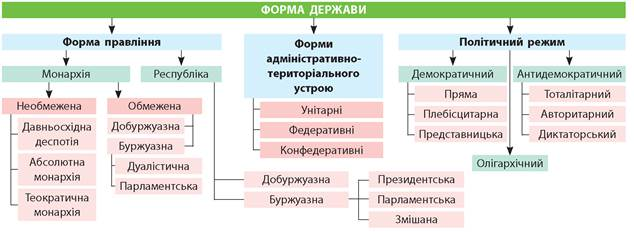 ФОРМА ДЕРЖАВИ
Форма правління
Монархія
Республіка
Необмежена
Давньосхідна
деспотія
Абсолютна
монархія
Теократична
монархія
Обмежена
Добуржуазна
Буржуазна
Дуалістична
Парламентська
Добуржуазна
Буржуазна
Президентська
Парламентська
Змішана
Форми
адміністративно-
територіального
устрою
Унітарні
Федеративні
Конфедеративні
Політичний режим
Демократичний
Пряма
Плебісцитарна
Представницька
Антидемократичний
Тоталітарний
Авторитарний
Диктаторський
Олігархічний